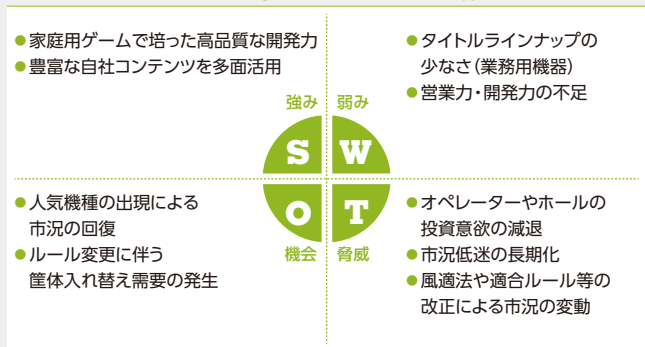 ●家庭用ゲームで培った高品質な開発力
●豊富な自社コンテンツを多面活用
●タイトルラインナップの
少なさ(業務用機器)
●営業力・開発力の不足
強み
弱み
S
W
O
T
機会
脅威
●人気機種の出現による
市況の回復
●ルール変更に伴う
筐体入れ替え需要の発生
●オペレーターやホールの
投資意欲の減退
●市況低迷の長期化
●風適法や適合ルール等の
改正による市況の変動